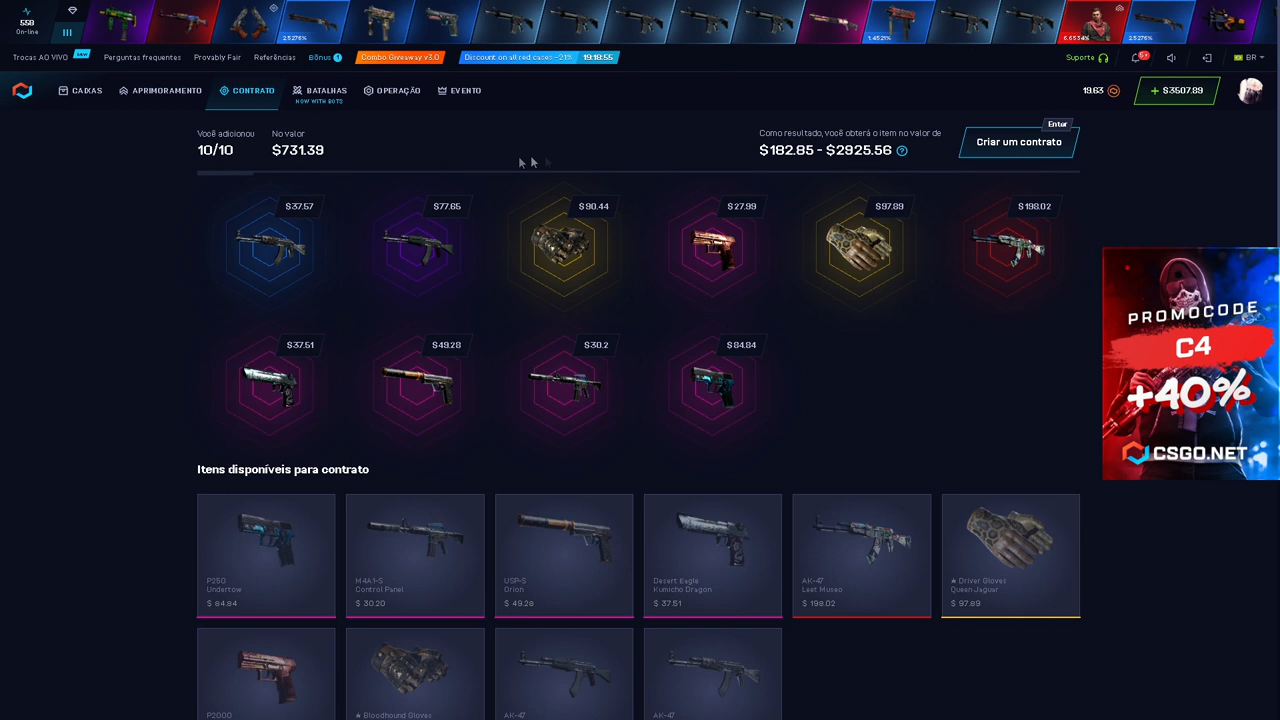 558
On-line
2.5276%
1.4521%
6.6534%
2.5276%
Trocas AO VIVO NEW
Perguntas frequentes
Provably Fair
Referências
Bônus 1
Combo Giveaway v3.0
Discount on all red cases -21% 19:18:55
Suporte
5+
BR
CAIXAS
APRIMORAMENTO
CONTRATO
BATALHAS
NOW WITH BOTS
OPERAÇÃO
EVENTO
19.63
+ $3507.89
Você adicionou
10/10
No valor
$731.39
Como resultado, você obterá o item no valor de
$182.85 - $2925.56 ?
Enter
Criar um contrato
$37.57
$77.65
$90.44
$27.99
$97.89
$198.02
$37.51
$49.28
$30.2
$84.84
PROMOCODE
C4
+40%
CSGO.NET
Itens disponíveis para contrato
P250
Undertow
$ 84.84
M4A1-S
Control Panel
$ 30.20
USP-S
Orion
$ 49.28
Desert Eagle
Kumicho Dragon
$ 37.51
AK-47
Leet Museo
$ 198.02
★ Driver Gloves
Queen Jaguar
$ 97.89
P2000
★ Bloodhound Gloves
AK-47
AK-47